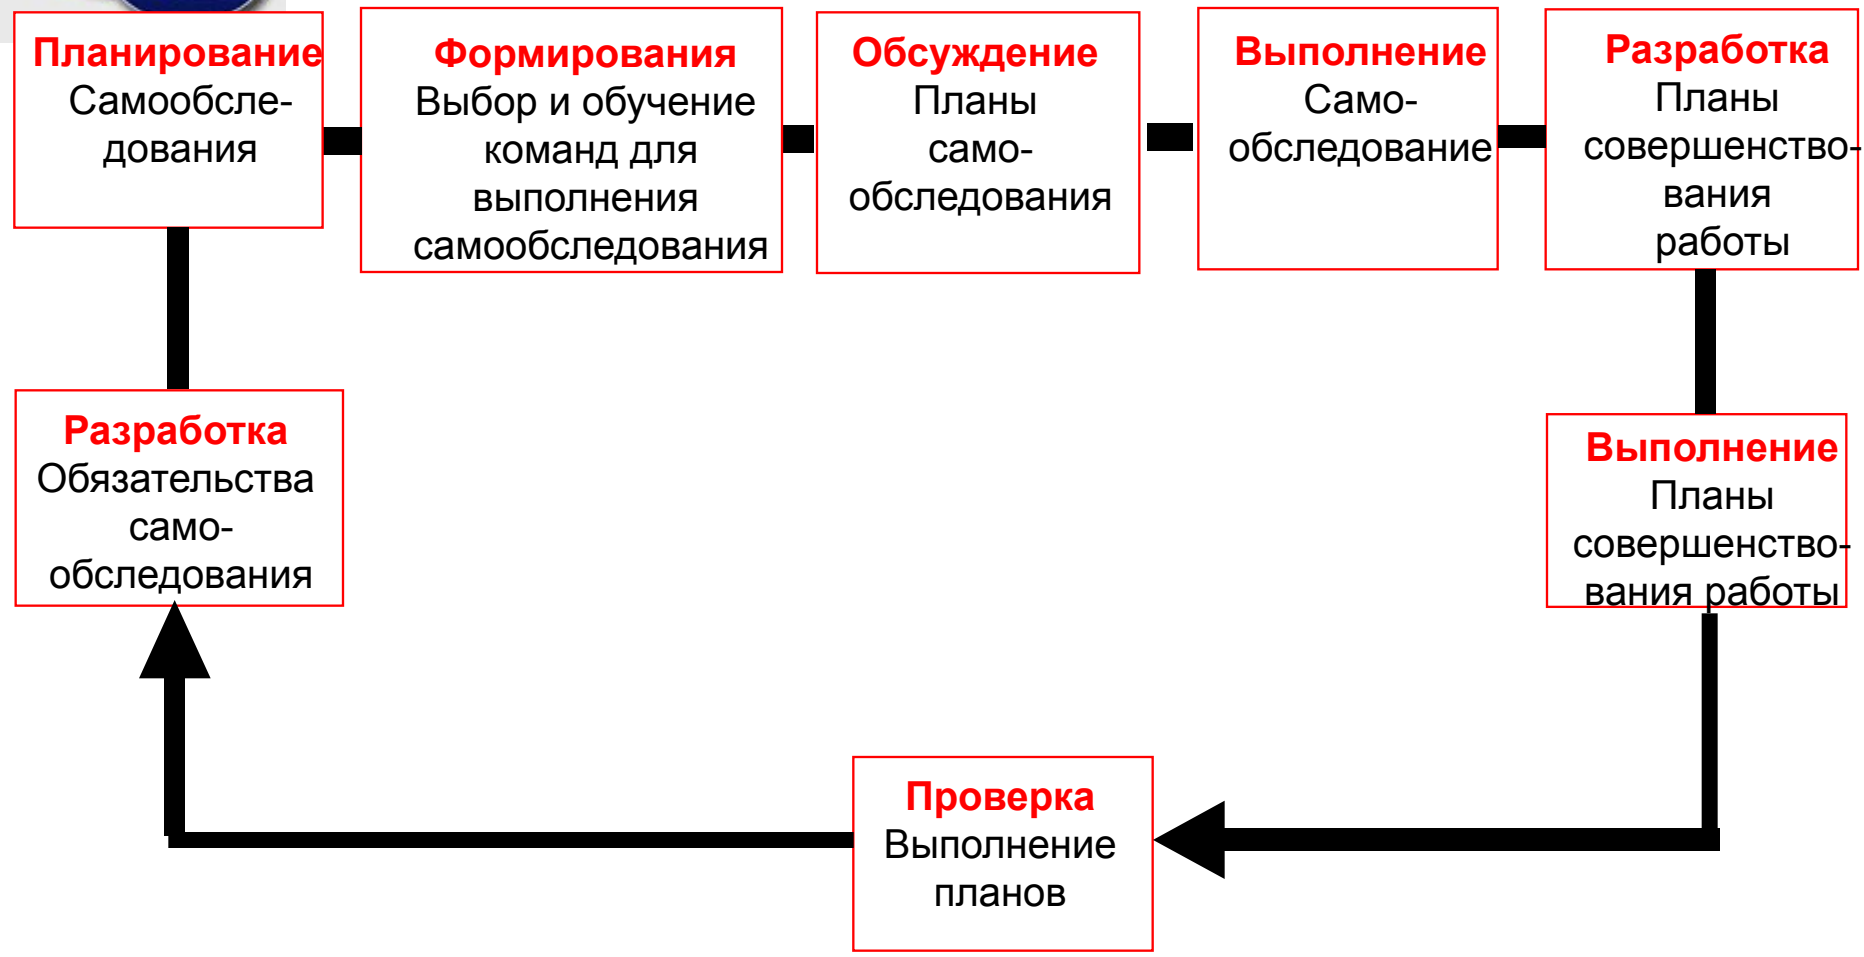 Планирование
Самообсле-
дования
Формирования
Выбор и обучение
команд для
выполнения
самообследования
Обсуждение
Планы
само-
обследования
Выполнение
Само-
обследование
Разработка
Планы
совершенство-
вания
работы
Разработка
Обязательства
само-
обследования
Выполнение
Планы
совершенство-
вания работы
Проверка
Выполнение
планов